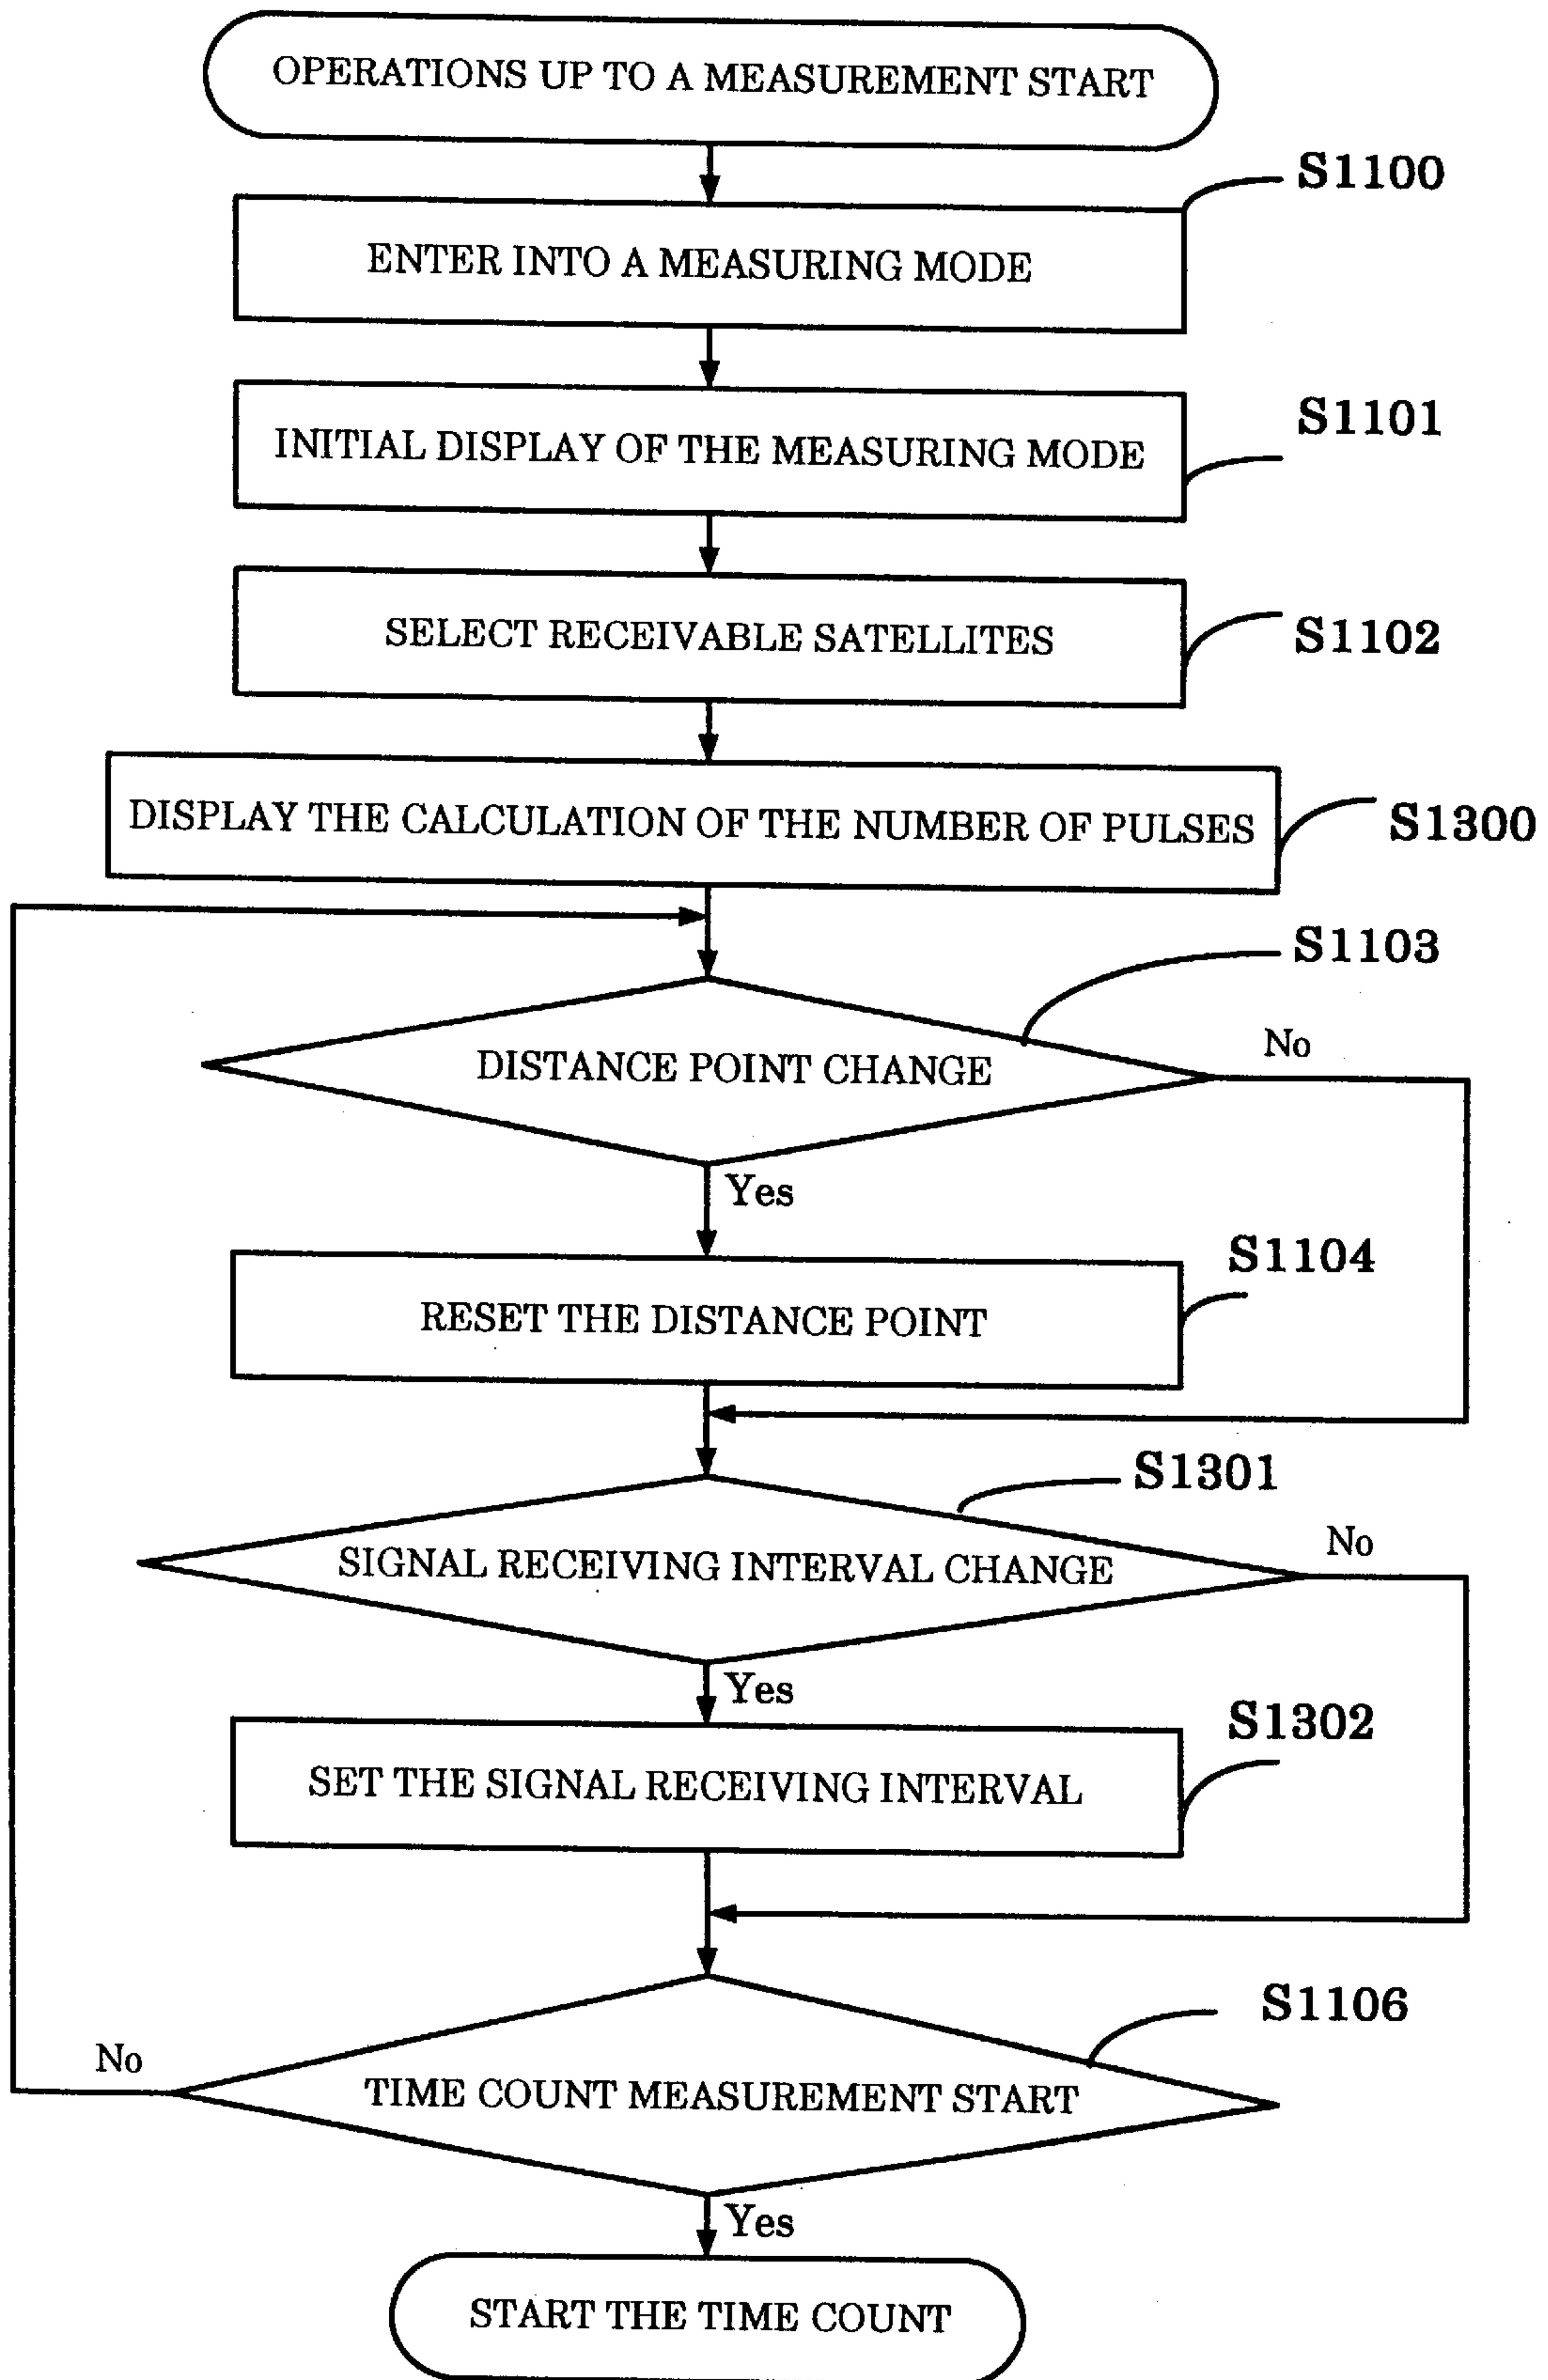 OPERATIONS UP TO A MEASUREMENT START
S1100
ENTER INTO A MEASURING MODE
S1101
INITIAL DISPLAY OF THE MEASURING MODE
SELECT RECEIVABLE SATELLITES
S1102
DISPLAY THE CALCULATION OF THE NUMBER OF PULSES
S1300
S1103
No
DISTANCE POINT CHANGE
Yes
S1104
RESET THE DISTANCE POINT
S1301
No
SIGNAL RECEIVING INTERVAL CHANGE
Yes
S1302
SET THE SIGNAL RECEIVING INTERVAL
S1106
No
TIME COUNT MEASUREMENT START
Yes
START THE TIME COUNT